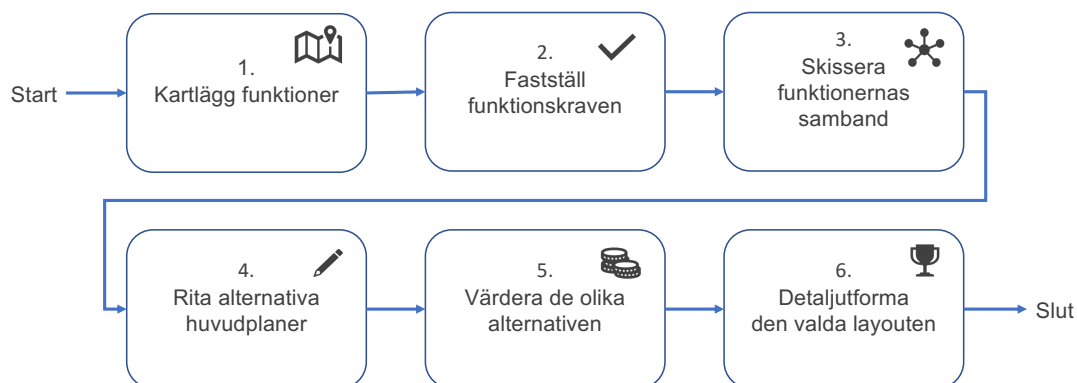 Start
1.
Kartlägg funktioner
2.
Fastställ
funktionskraven
3.
Skissera
funktionernas
samband
4.
Rita alternativa
huvudplaner
5.
Värdera de olika
alternativen
6.
Detaljutforma
den valda layouten
Slut